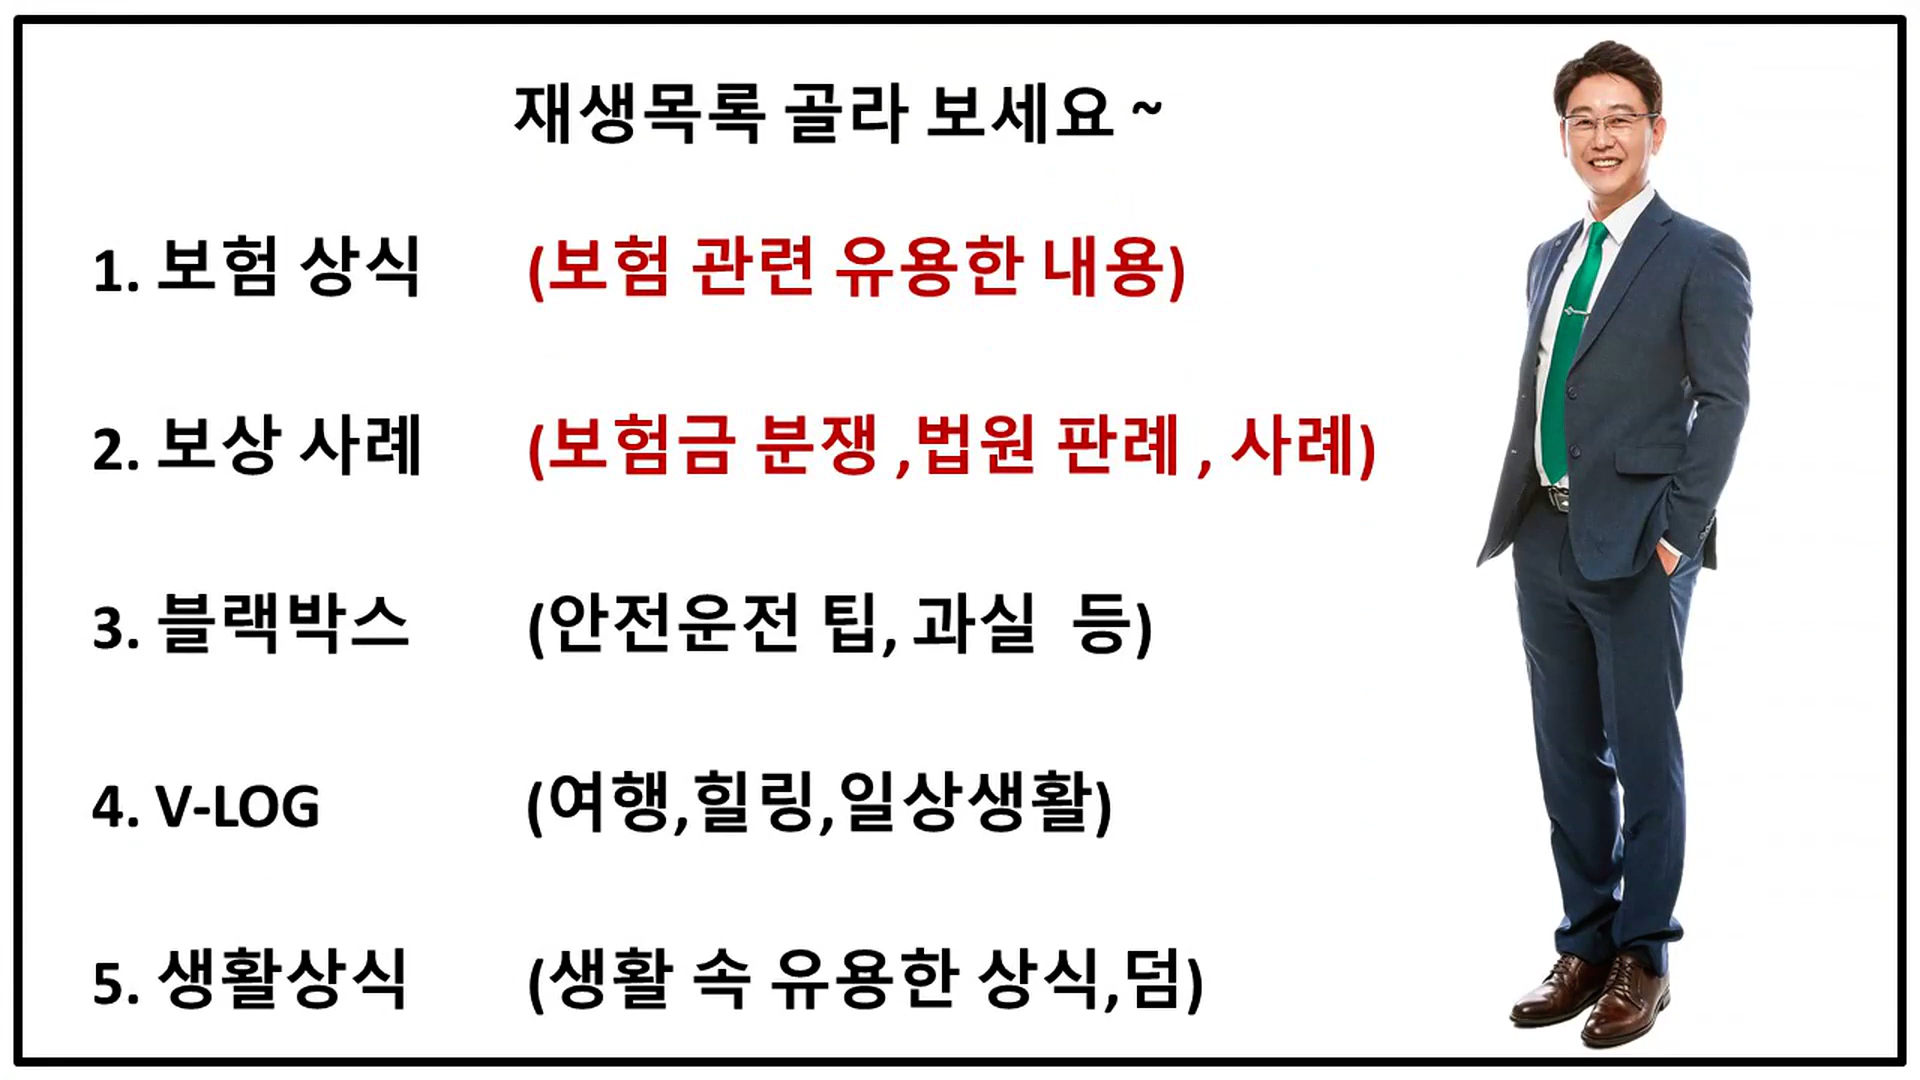 재생목록 골라 보세요 ~
1. 보험 상식 (보험 관련 유용한 내용)
2. 보상 사례 (보험금 분쟁 ,법원 판례 , 사례)
3. 블랙박스 (안전운전 팁, 과실 등)
4. V-LOG (여행,힐링,일상생활)
5. 생활상식 (생활 속 유용한 상식,덤)